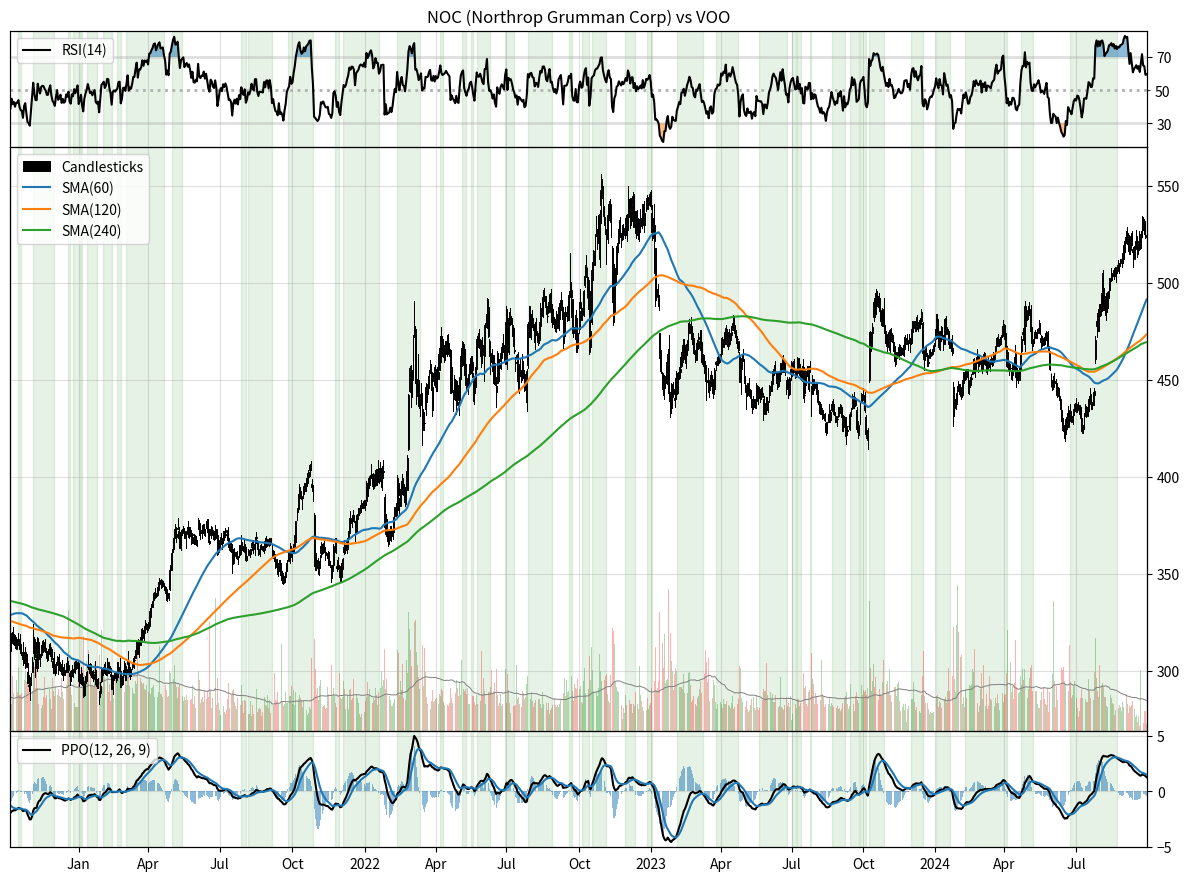 NOC (Northrop Grumman Corp) vs VOO
RSI(14)
70
50
30
Candlesticks
SMA(60)
SMA(120)
SMA(240)
550
500
450
400
350
300
PPO(12, 26, 9)
5
0
−5
Jan Apr Jul Oct 2022 Apr Jul Oct 2023 Apr Jul Oct 2024 Apr Jul